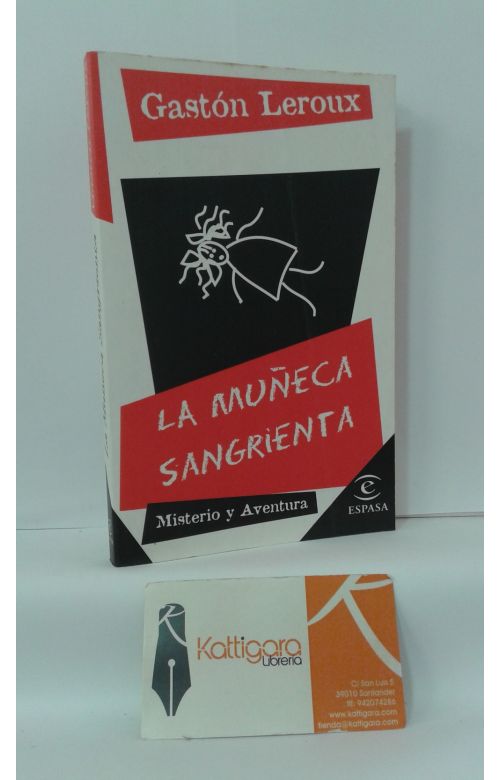 Gastón Leroux
LA MUÑECA
SANGRIENTA
Misterio y Aventura
e
ESPASA
Kattigara
Librería
C/ San Luis 5
39010 Santander
tlf: 942074286
www.kattigara.com
tienda@kattigara.com